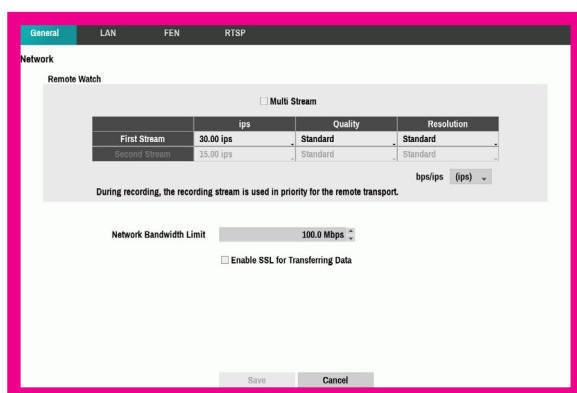 General LAN FEN RTSP
Network
Remote Watch
Multi Stream
ips Quality Resolution
First Stream 30.00 ips Standard Standard
Second Stream 15.00 ips Standard Standard
bps/ips (ips)
During recording, the recording stream is used in priority for the remote transport.
Network Bandwidth Limit 100.0 Mbps
Enable SSL for Transferring Data
Save Cancel